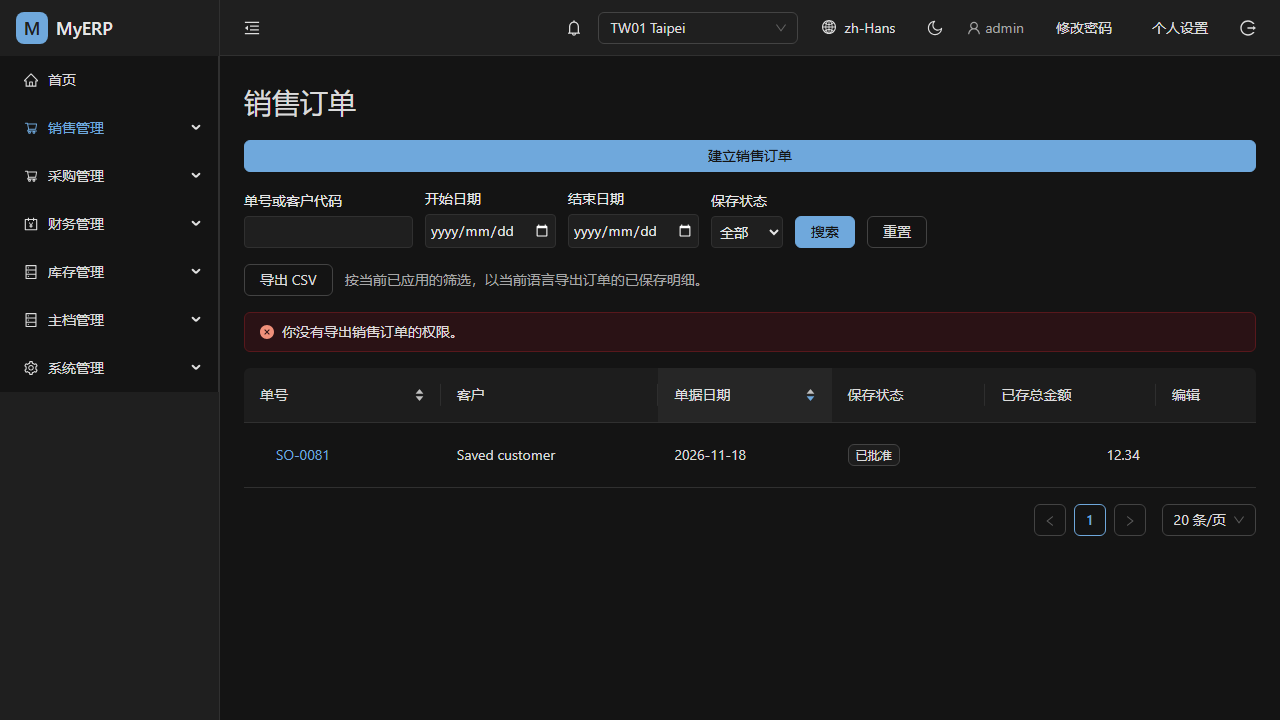 M MyERP
TW01 Taipei
zh-Hans
admin
修改密码
个人设置
首页
销售管理
采购管理
财务管理
库存管理
主档管理
系统管理
销售订单
建立销售订单
单号或客户代码
开始日期
结束日期
保存状态
yyyy/mm/dd
yyyy/mm/dd
全部
搜索
重置
导出 CSV
按当前已应用的筛选，以当前语言导出订单的已保存明细。
你没有导出销售订单的权限。
单号 客户 单据日期 保存状态 已存总金额 编辑
SO-0081 Saved customer 2026-11-18 已批准 12.34
< 1 > 20 条/页